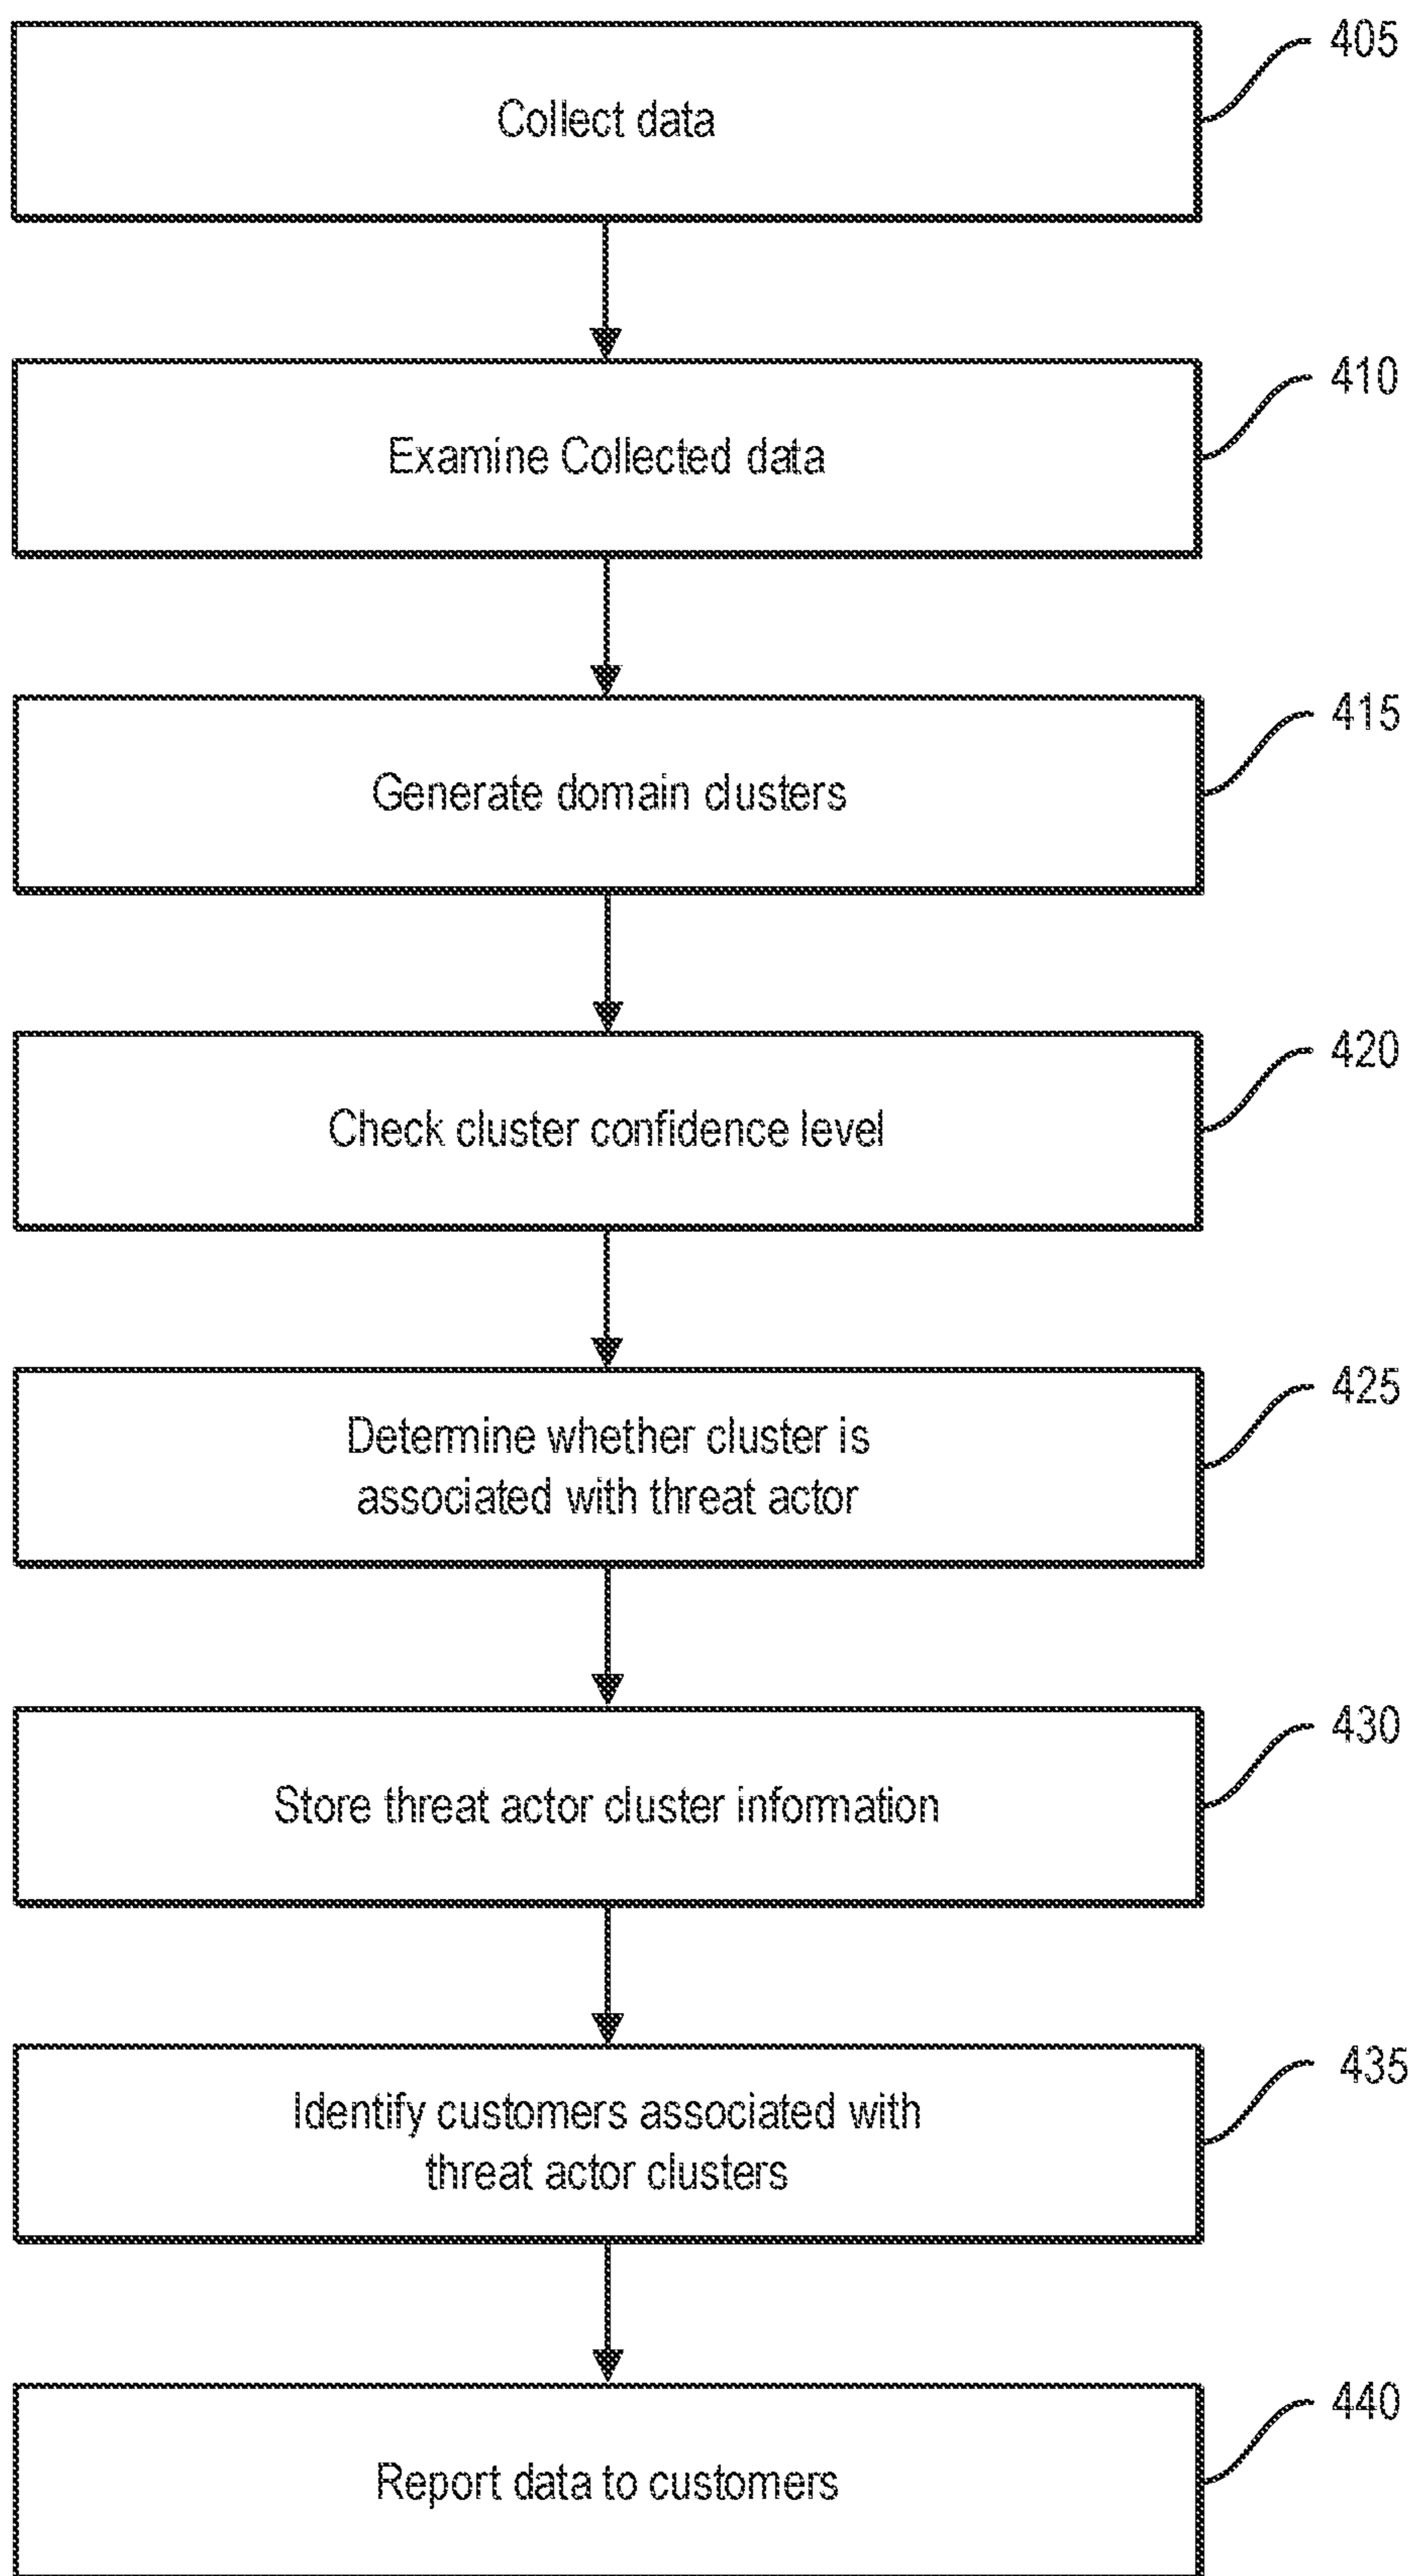 Collect data
405
Examine Collected data
410
Generate domain clusters
415
Check cluster confidence level
420
Determine whether cluster is
associated with threat actor
425
Store threat actor cluster information
430
Identify customers associated with
threat actor clusters
435
Report data to customers
440